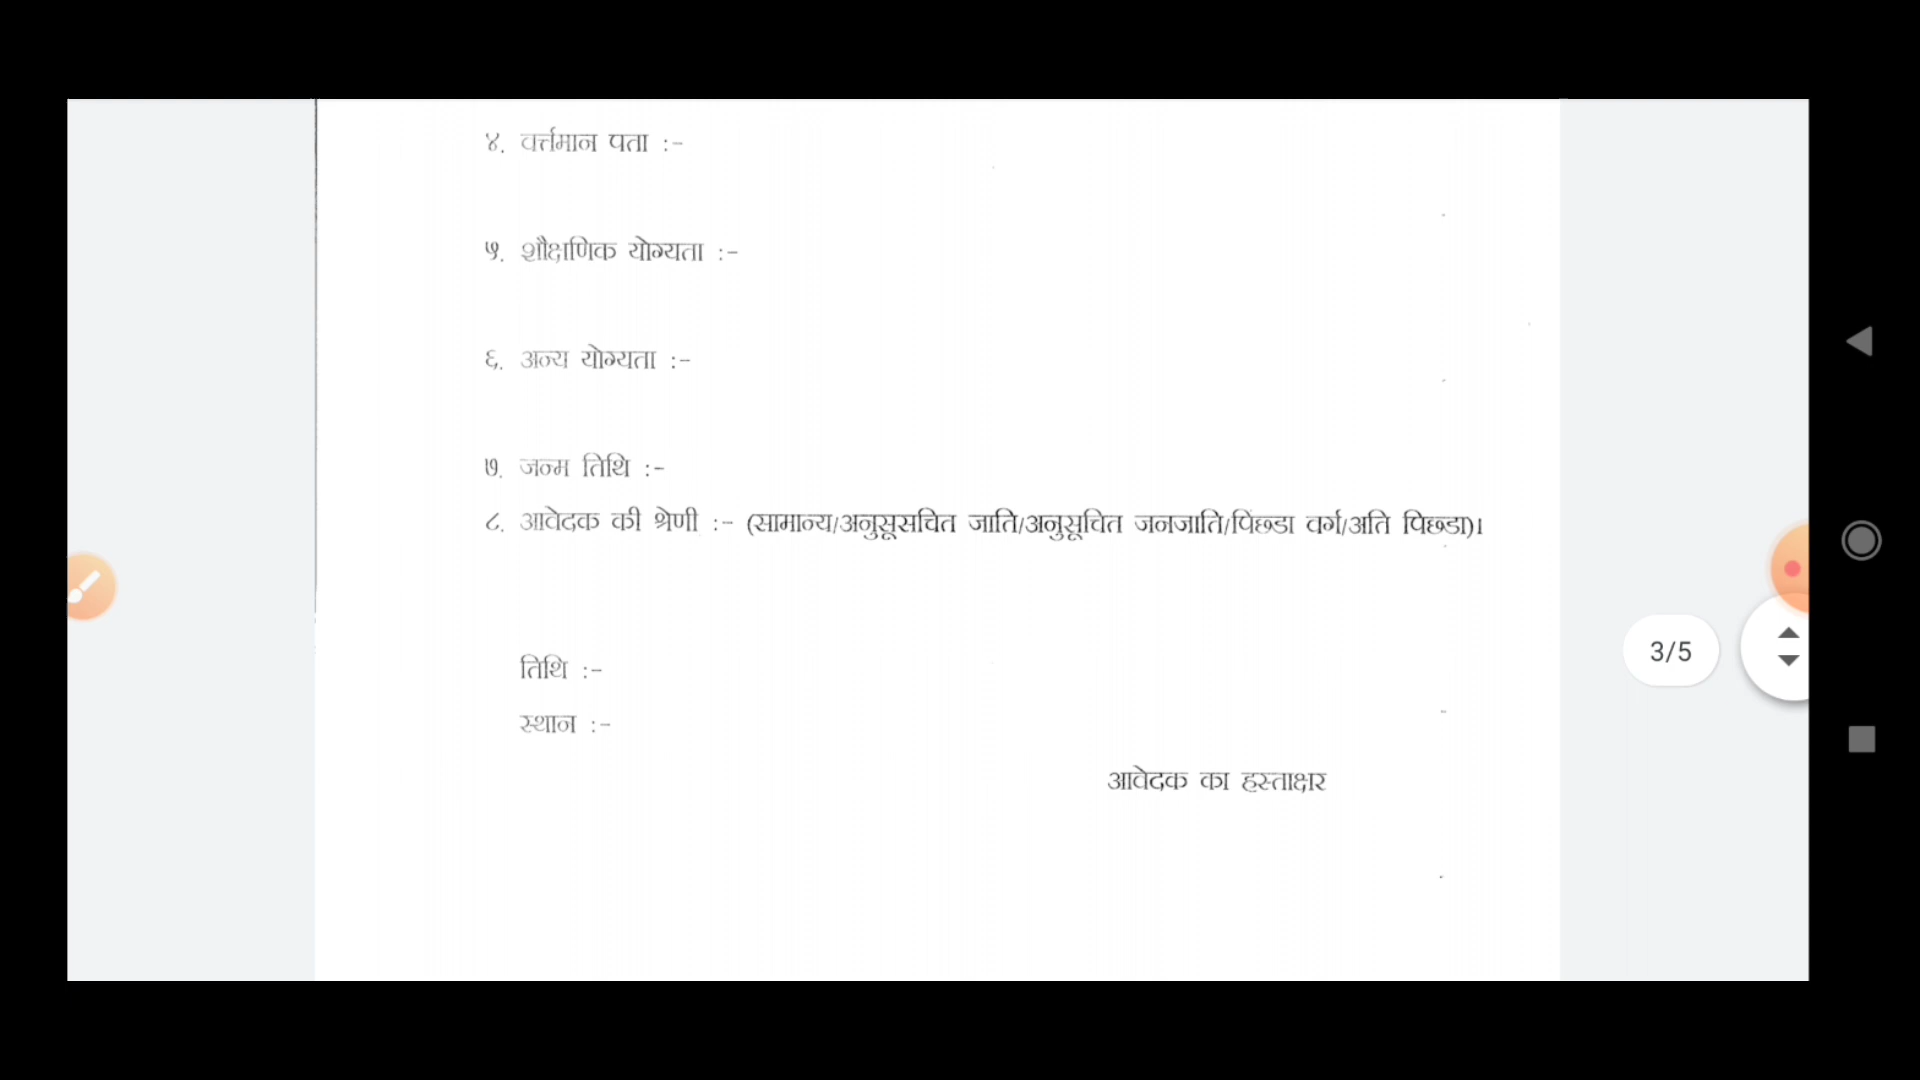 ४. वर्त्तमान पता :-
५. शैक्षणिक योग्यता :-
६. अन्य योग्यता :-
७. जन्म तिथि :-
८. आवेदक की श्रेणी :- (सामान्य/अनुसूसचित जाति/अनुसूचित जनजाति/पिंछडा वर्ग/अति पिछडा)।
तिथि :-
स्थान :-
आवेदक का हस्ताक्षर
3/5